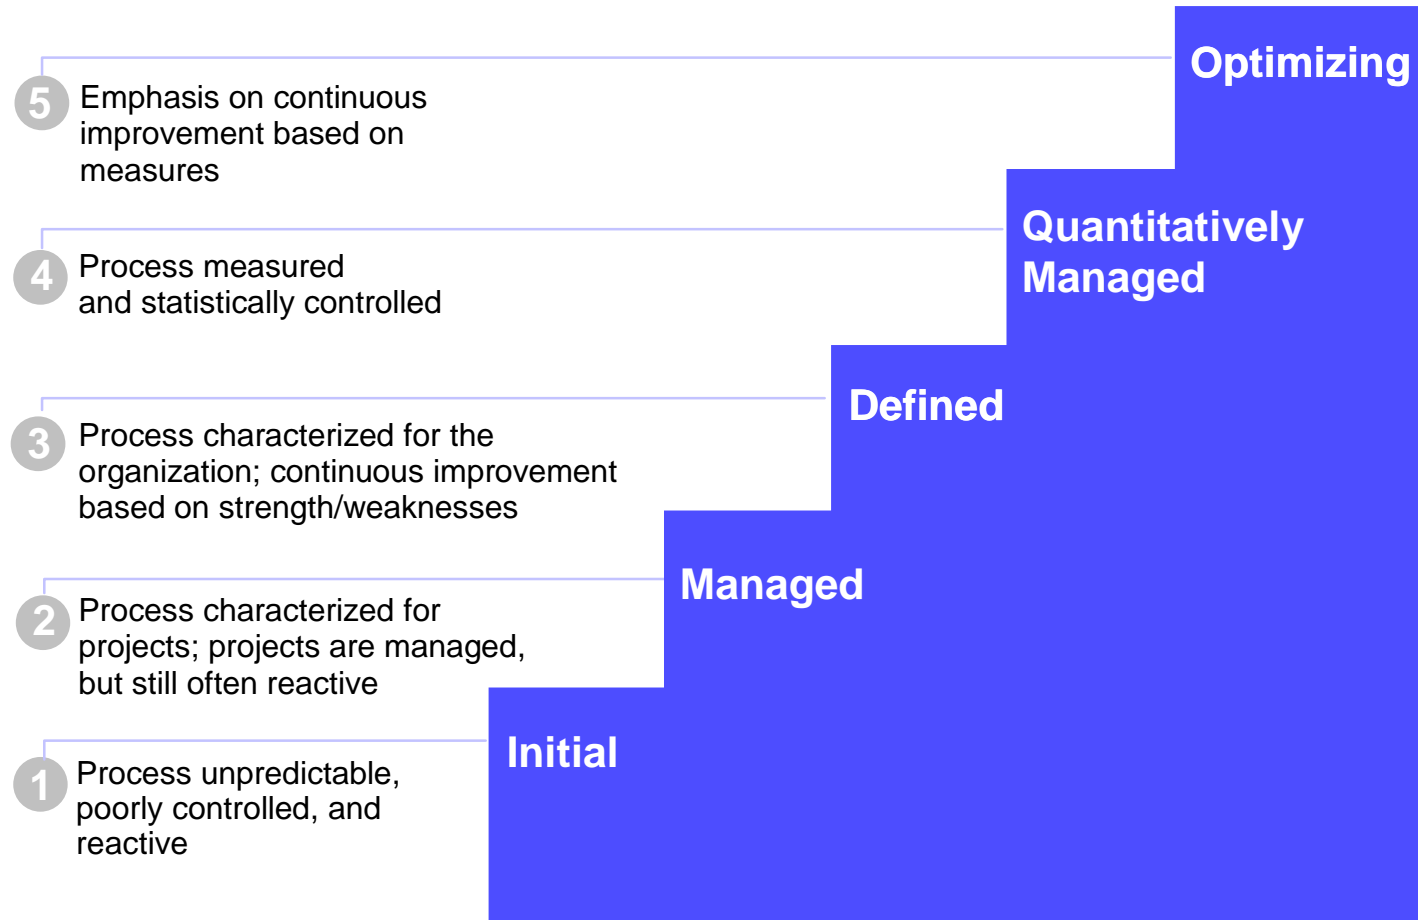 Optimizing
5
Emphasis on continuous
improvement based on
measures
Quantitatively
Managed
4
Process measured
and statistically controlled
Defined
3
Process characterized for the
organization; continuous improvement
based on strength/weaknesses
Managed
2
Process characterized for
projects; projects are managed,
but still often reactive
Initial
1
Process unpredictable,
poorly controlled, and
reactive